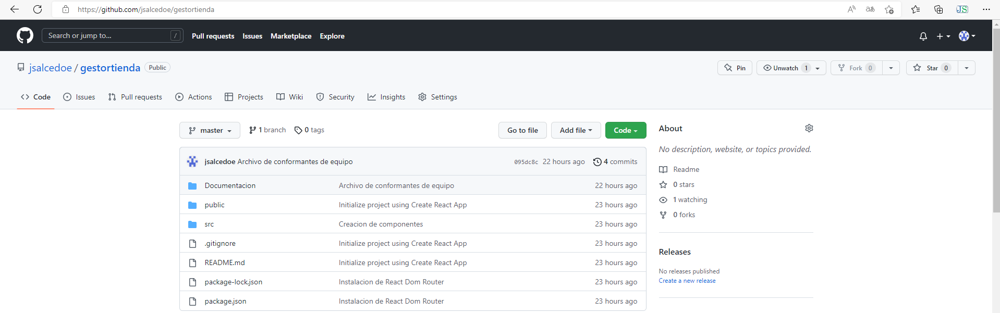 https://github.com/jsalcedoe/gestortienda
Search or jump to... / Pull requests Issues Marketplace Explore
jsalcedoe / gestortienda Public
Pin Unwatch 1 Fork 0 Star 0
Code Issues Pull requests Actions Projects Wiki Security Insights Settings
master 1 branch 0 tags Go to file Add file Code
jsalcedoe Archivo de conformantes de equipo 095dc8c 22 hours ago 4 commits
Documentacion Archivo de conformantes de equipo 22 hours ago
public Initialize project using Create React App 23 hours ago
src Creacion de componentes 23 hours ago
.gitignore Initialize project using Create React App 23 hours ago
README.md Initialize project using Create React App 23 hours ago
package-lock.json Instalacion de React Dom Router 23 hours ago
package.json Instalacion de React Dom Router 23 hours ago
About
No description, website, or topics provided.
Readme
0 stars
1 watching
0 forks
Releases
No releases published
Create a new release